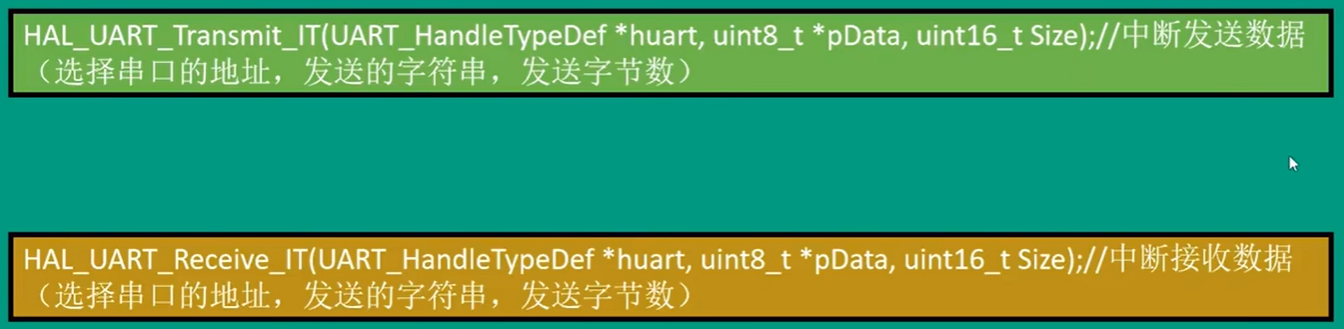 HAL_UART_Transmit_IT(UART_HandleTypeDef *huart, uint8_t *pData, uint16_t Size);//中断发送数据
（选择串口的地址，发送的字符串，发送字节数）
HAL_UART_Receive_IT(UART_HandleTypeDef *huart, uint8_t *pData, uint16_t Size);//中断接收数据
（选择串口的地址，发送的字符串，发送字节数）